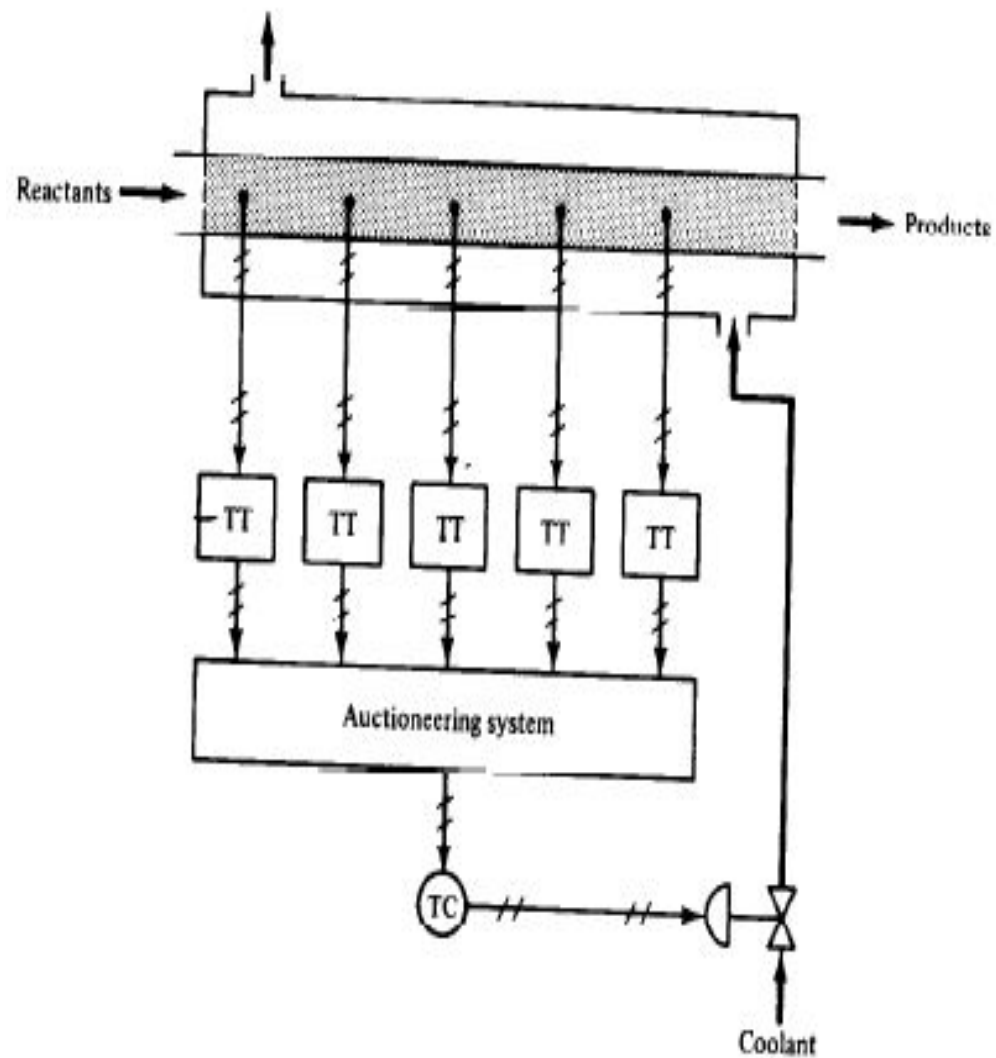 Reactants
Products
TT
TT
TT
TT
TT
Auctioneering system
TC
Coolant